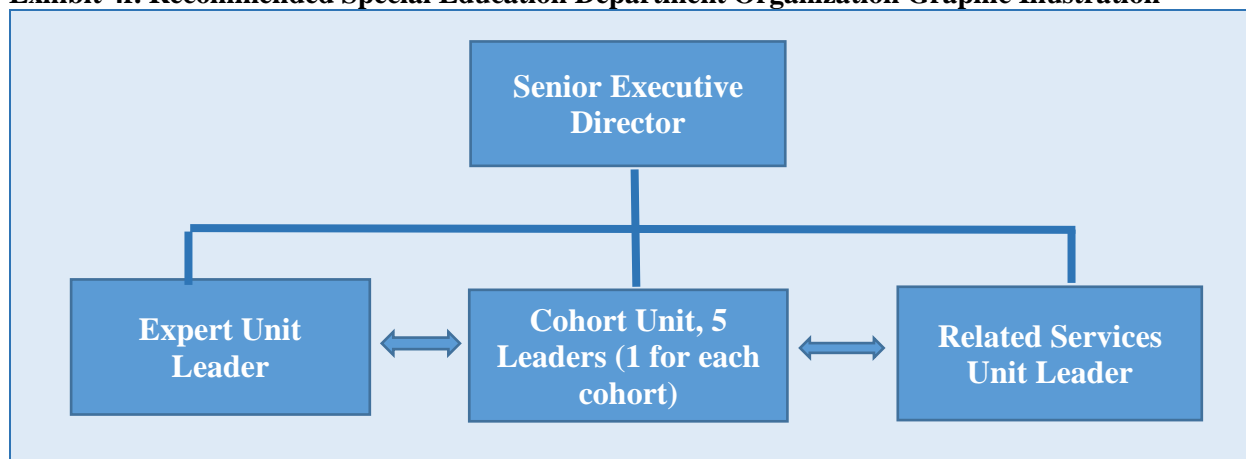 Exhibit 4i. Recommended Special Education Department Organization Graphic Illustration
Senior Executive
Director
Expert Unit
Leader
Cohort Unit, 5
Leaders (1 for each
cohort)
Related Services
Unit Leader